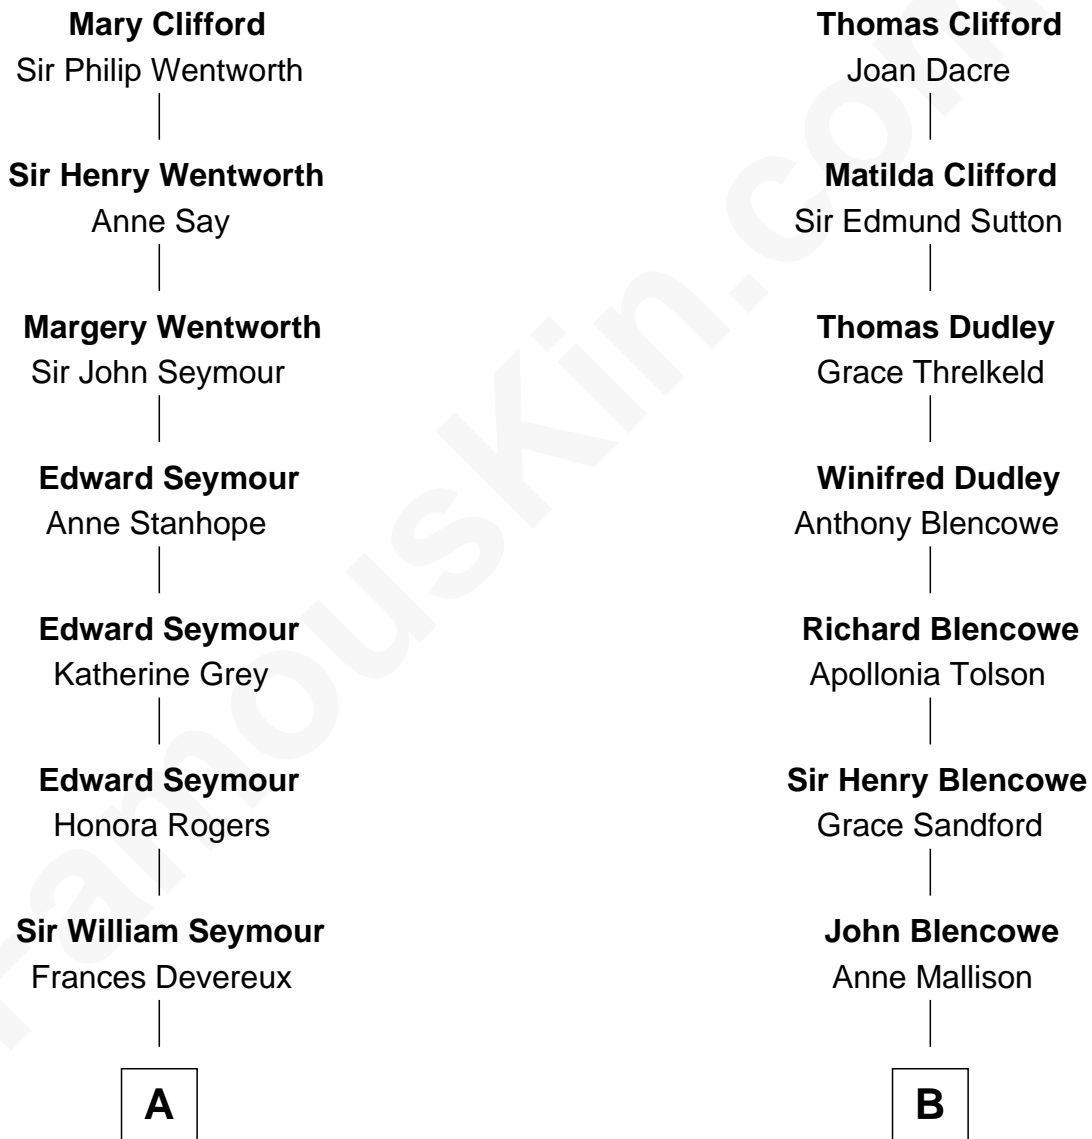 Mary Clifford
Sir Philip Wentworth
Sir Henry Wentworth
Anne Say
Margery Wentworth
Sir John Seymour
Edward Seymour
Anne Stanhope
Edward Seymour
Katherine Grey
Edward Seymour
Honora Rogers
Sir William Seymour
Frances Devereux
A
Thomas Clifford
Joan Dacre
Matilda Clifford
Sir Edmund Sutton
Thomas Dudley
Grace Threlkeld
Winifred Dudley
Anthony Blencowe
Richard Blencowe
Apollonia Tolson
Sir Henry Blencowe
Grace Sandford
John Blencowe
Anne Mallison
B
FamousKin.com